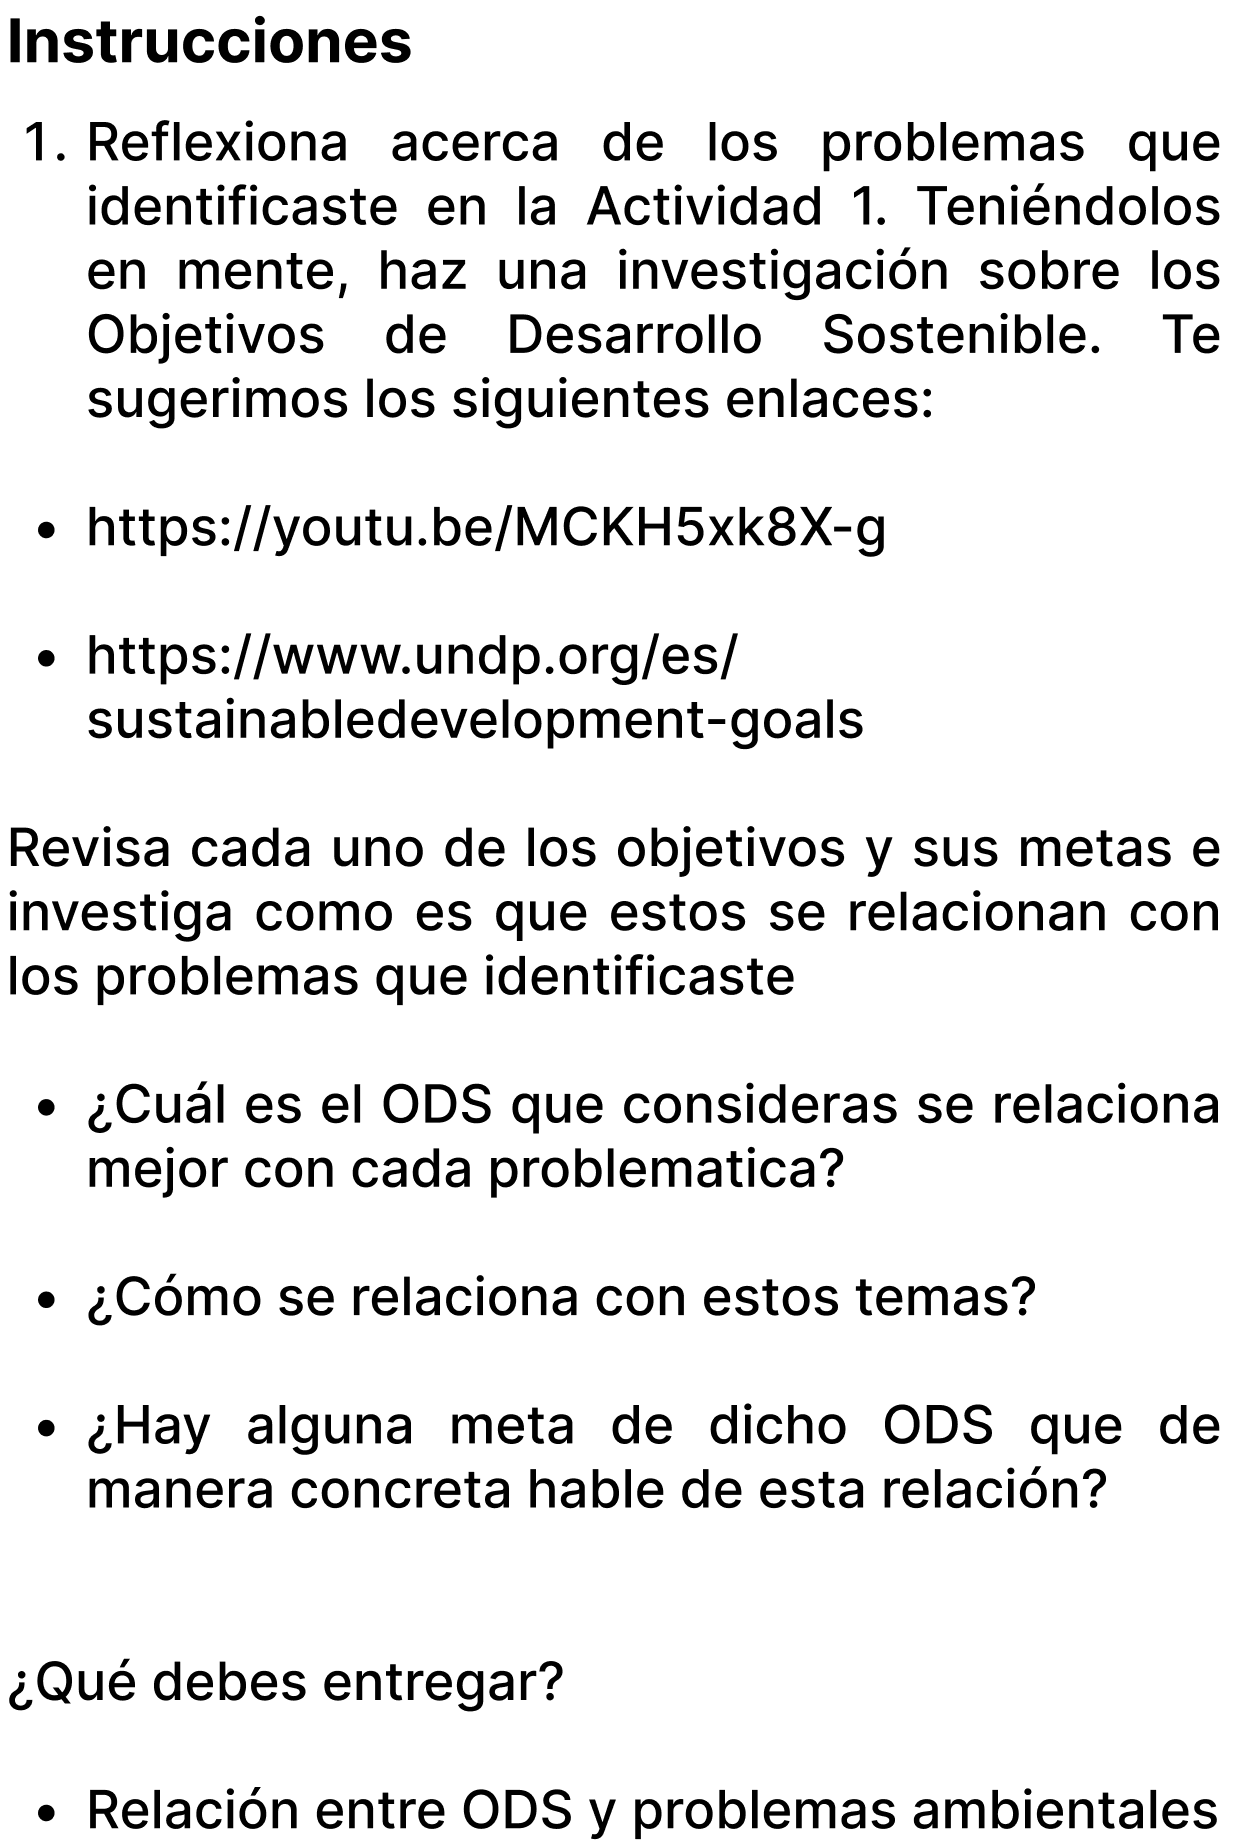 Instrucciones
1. Reflexiona acerca de los problemas que
identificaste en la Actividad 1. Teniéndolos
en mente, haz una investigación sobre los
Objetivos de Desarrollo Sostenible. Te
sugerimos los siguientes enlaces:
• https://youtu.be/MCKH5xk8X-g
• https://www.undp.org/es/
sustainabledevelopment-goals
Revisa cada uno de los objetivos y sus metas e
investiga como es que estos se relacionan con
los problemas que identificaste
• ¿Cuál es el ODS que consideras se relaciona
mejor con cada problematica?
• ¿Cómo se relaciona con estos temas?
• ¿Hay alguna meta de dicho ODS que de
manera concreta hable de esta relación?
¿Qué debes entregar?
• Relación entre ODS y problemas ambientales